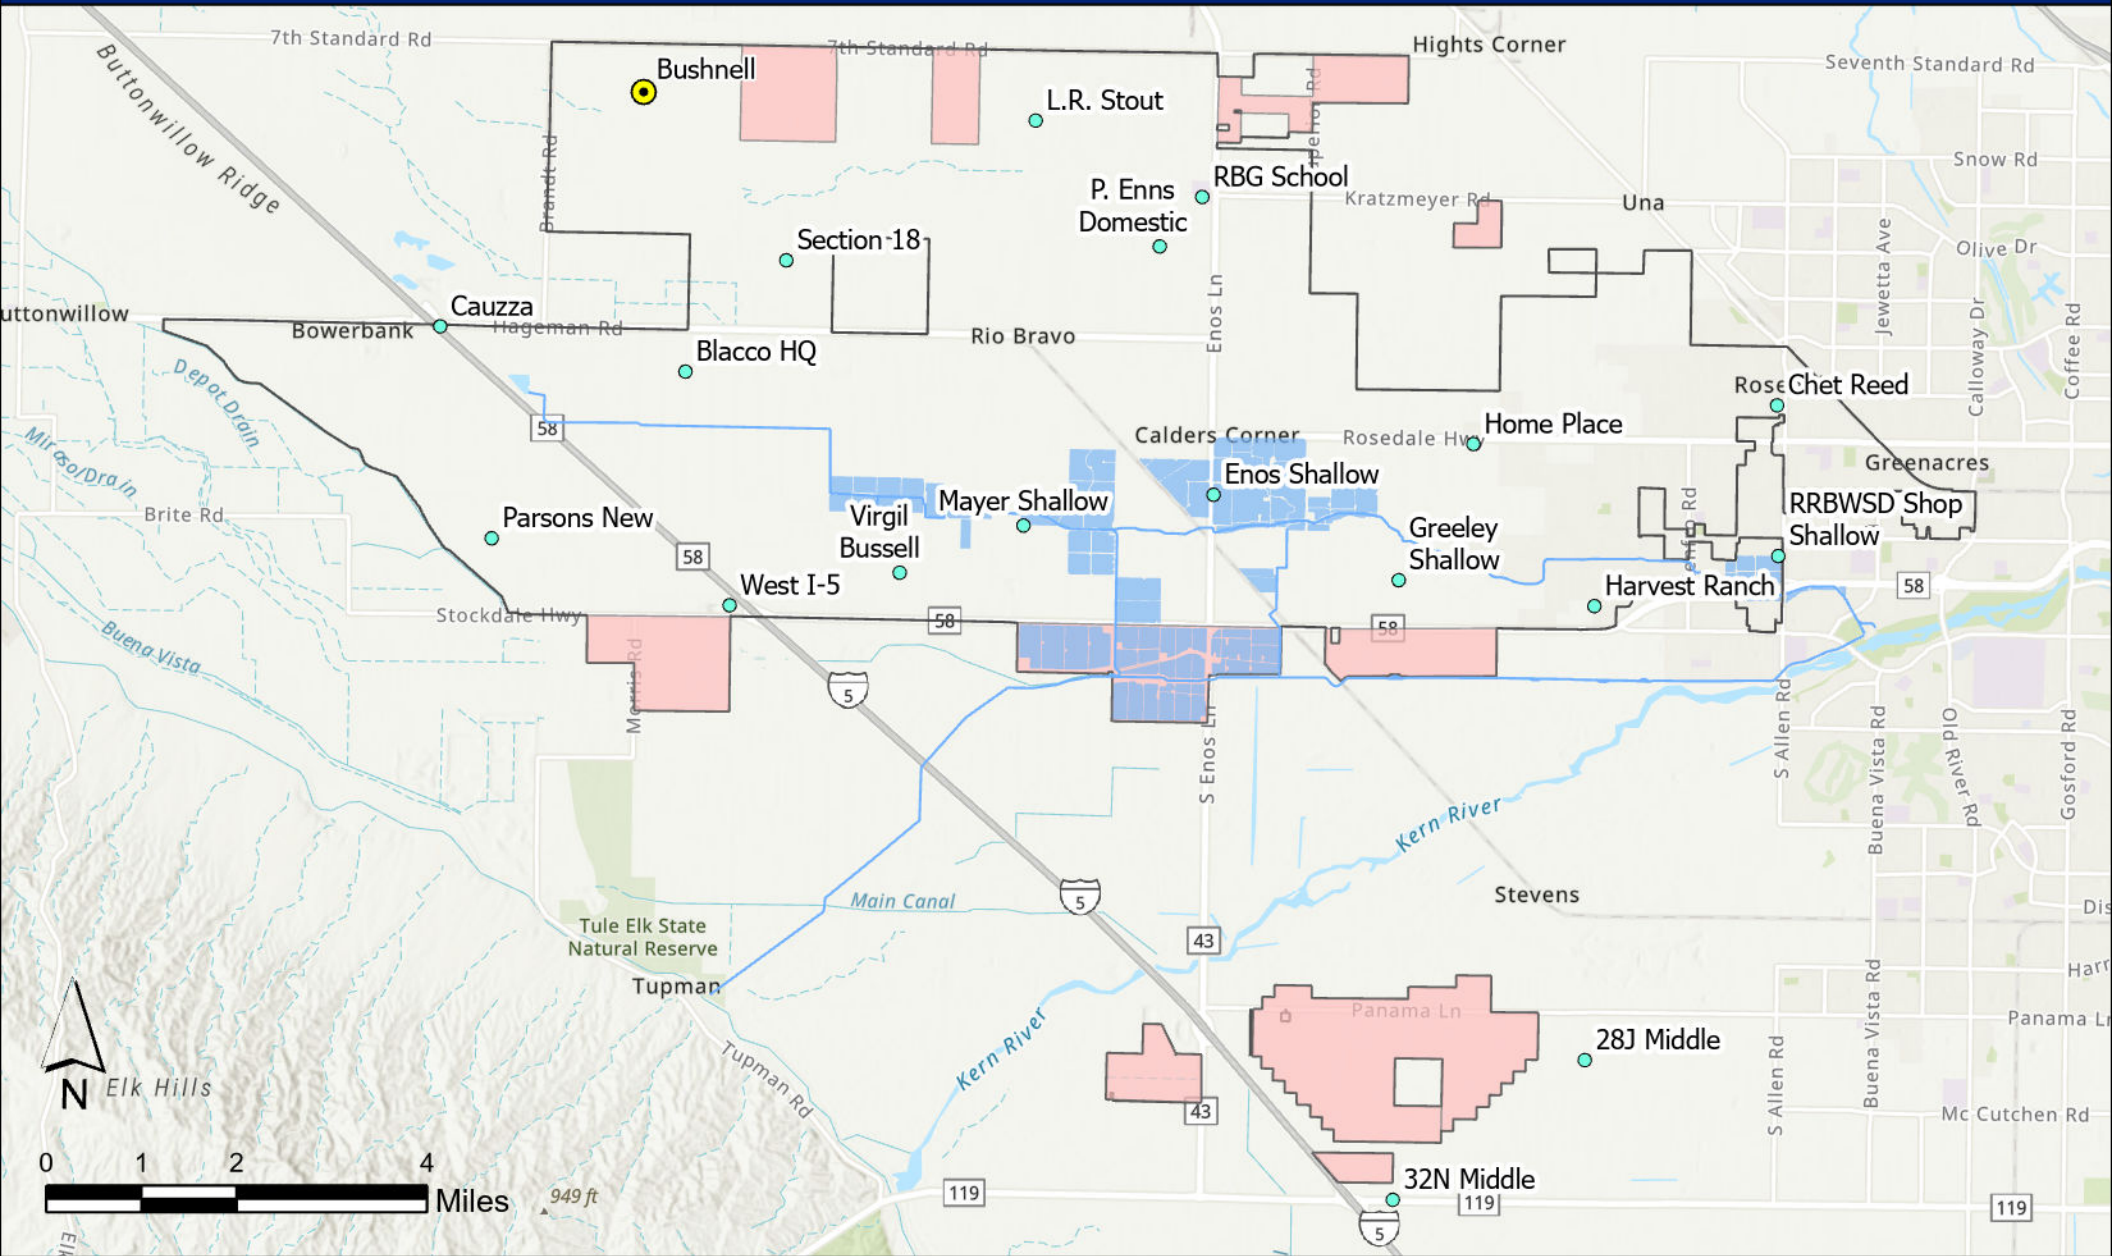 7th Standard Rd
7th Standard Rd
Hights Corner
Seventh Standard Rd
Bushnell
L.R. Stout
Buttonwillow Ridge
Brandt Rd
Snow Rd
RBG School
P. Enns
Domestic
Kratzmeyer Rd
Una
Section 18
Olive Dr
Jewetta Ave
Calloway Dr
Coffee Rd
Cauzza
uttonwillow
Bowerbank
Hageman Rd
Rio Bravo
Enos Ln
Blacco HQ
Depot Drain
Chet Reed
58
Calders Corner
Rosedale Hwy
Home Place
Greenacres
Enos Shallow
Mayer Shallow
Brite Rd
Parsons New
Virgil
Bussell
Greeley
Shallow
RRBWSD Shop
Shallow
58
West I-5
Harvest Ranch
58
Stockdale Hwy
58
58
Buena Vista
Morris Rd
5
S Enos Ln
S Allen Rd
Buena Vista Rd
Old River Rd
Gosford Rd
Kern River
Main Canal
5
Stevens
Tule Elk State
Natural Reserve
43
Tupman
Panama Ln
Panama Ln
Kern River
28J Middle
Tupman Rd
S Allen Rd
Buena Vista Rd
N
Elk Hills
43
Mc Cutchen Rd
0 1 2 4
Miles
949 ft
32N Middle
119
119
119
5